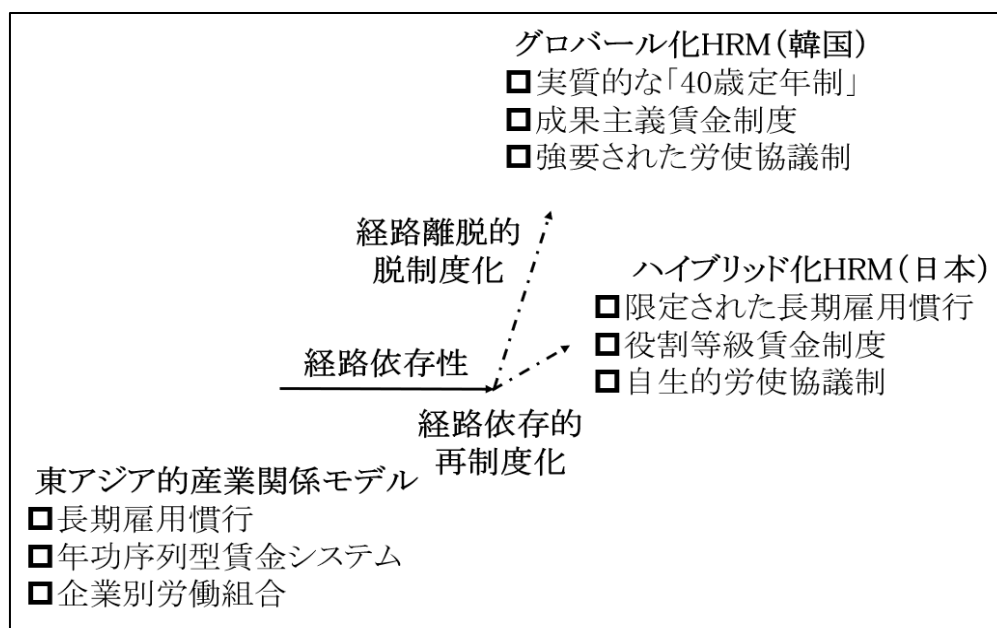 グロバール化HRM(韓国)
□実質的な「40歳定年制」
□成果主義賃金制度
□強要された労使協議制
経路離脱的
脱制度化
ハイブリッド化HRM(日本)
□限定された長期雇用慣行
□役割等級賃金制度
□自生的労使協議制
経路依存性
経路依存的
再制度化
東アジア的産業関係モデル
□長期雇用慣行
□年功序列型賃金システム
□企業別労働組合